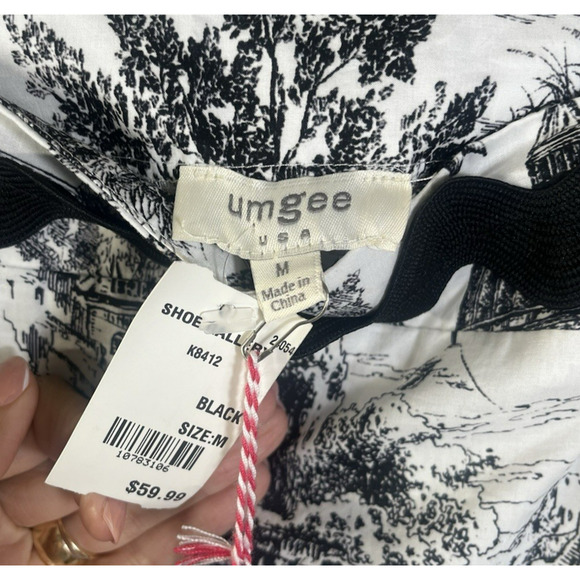 umgee
USA
M
Made in
China
SHOE
K8412
BLACK
SIZE:M
10783106
$59.99